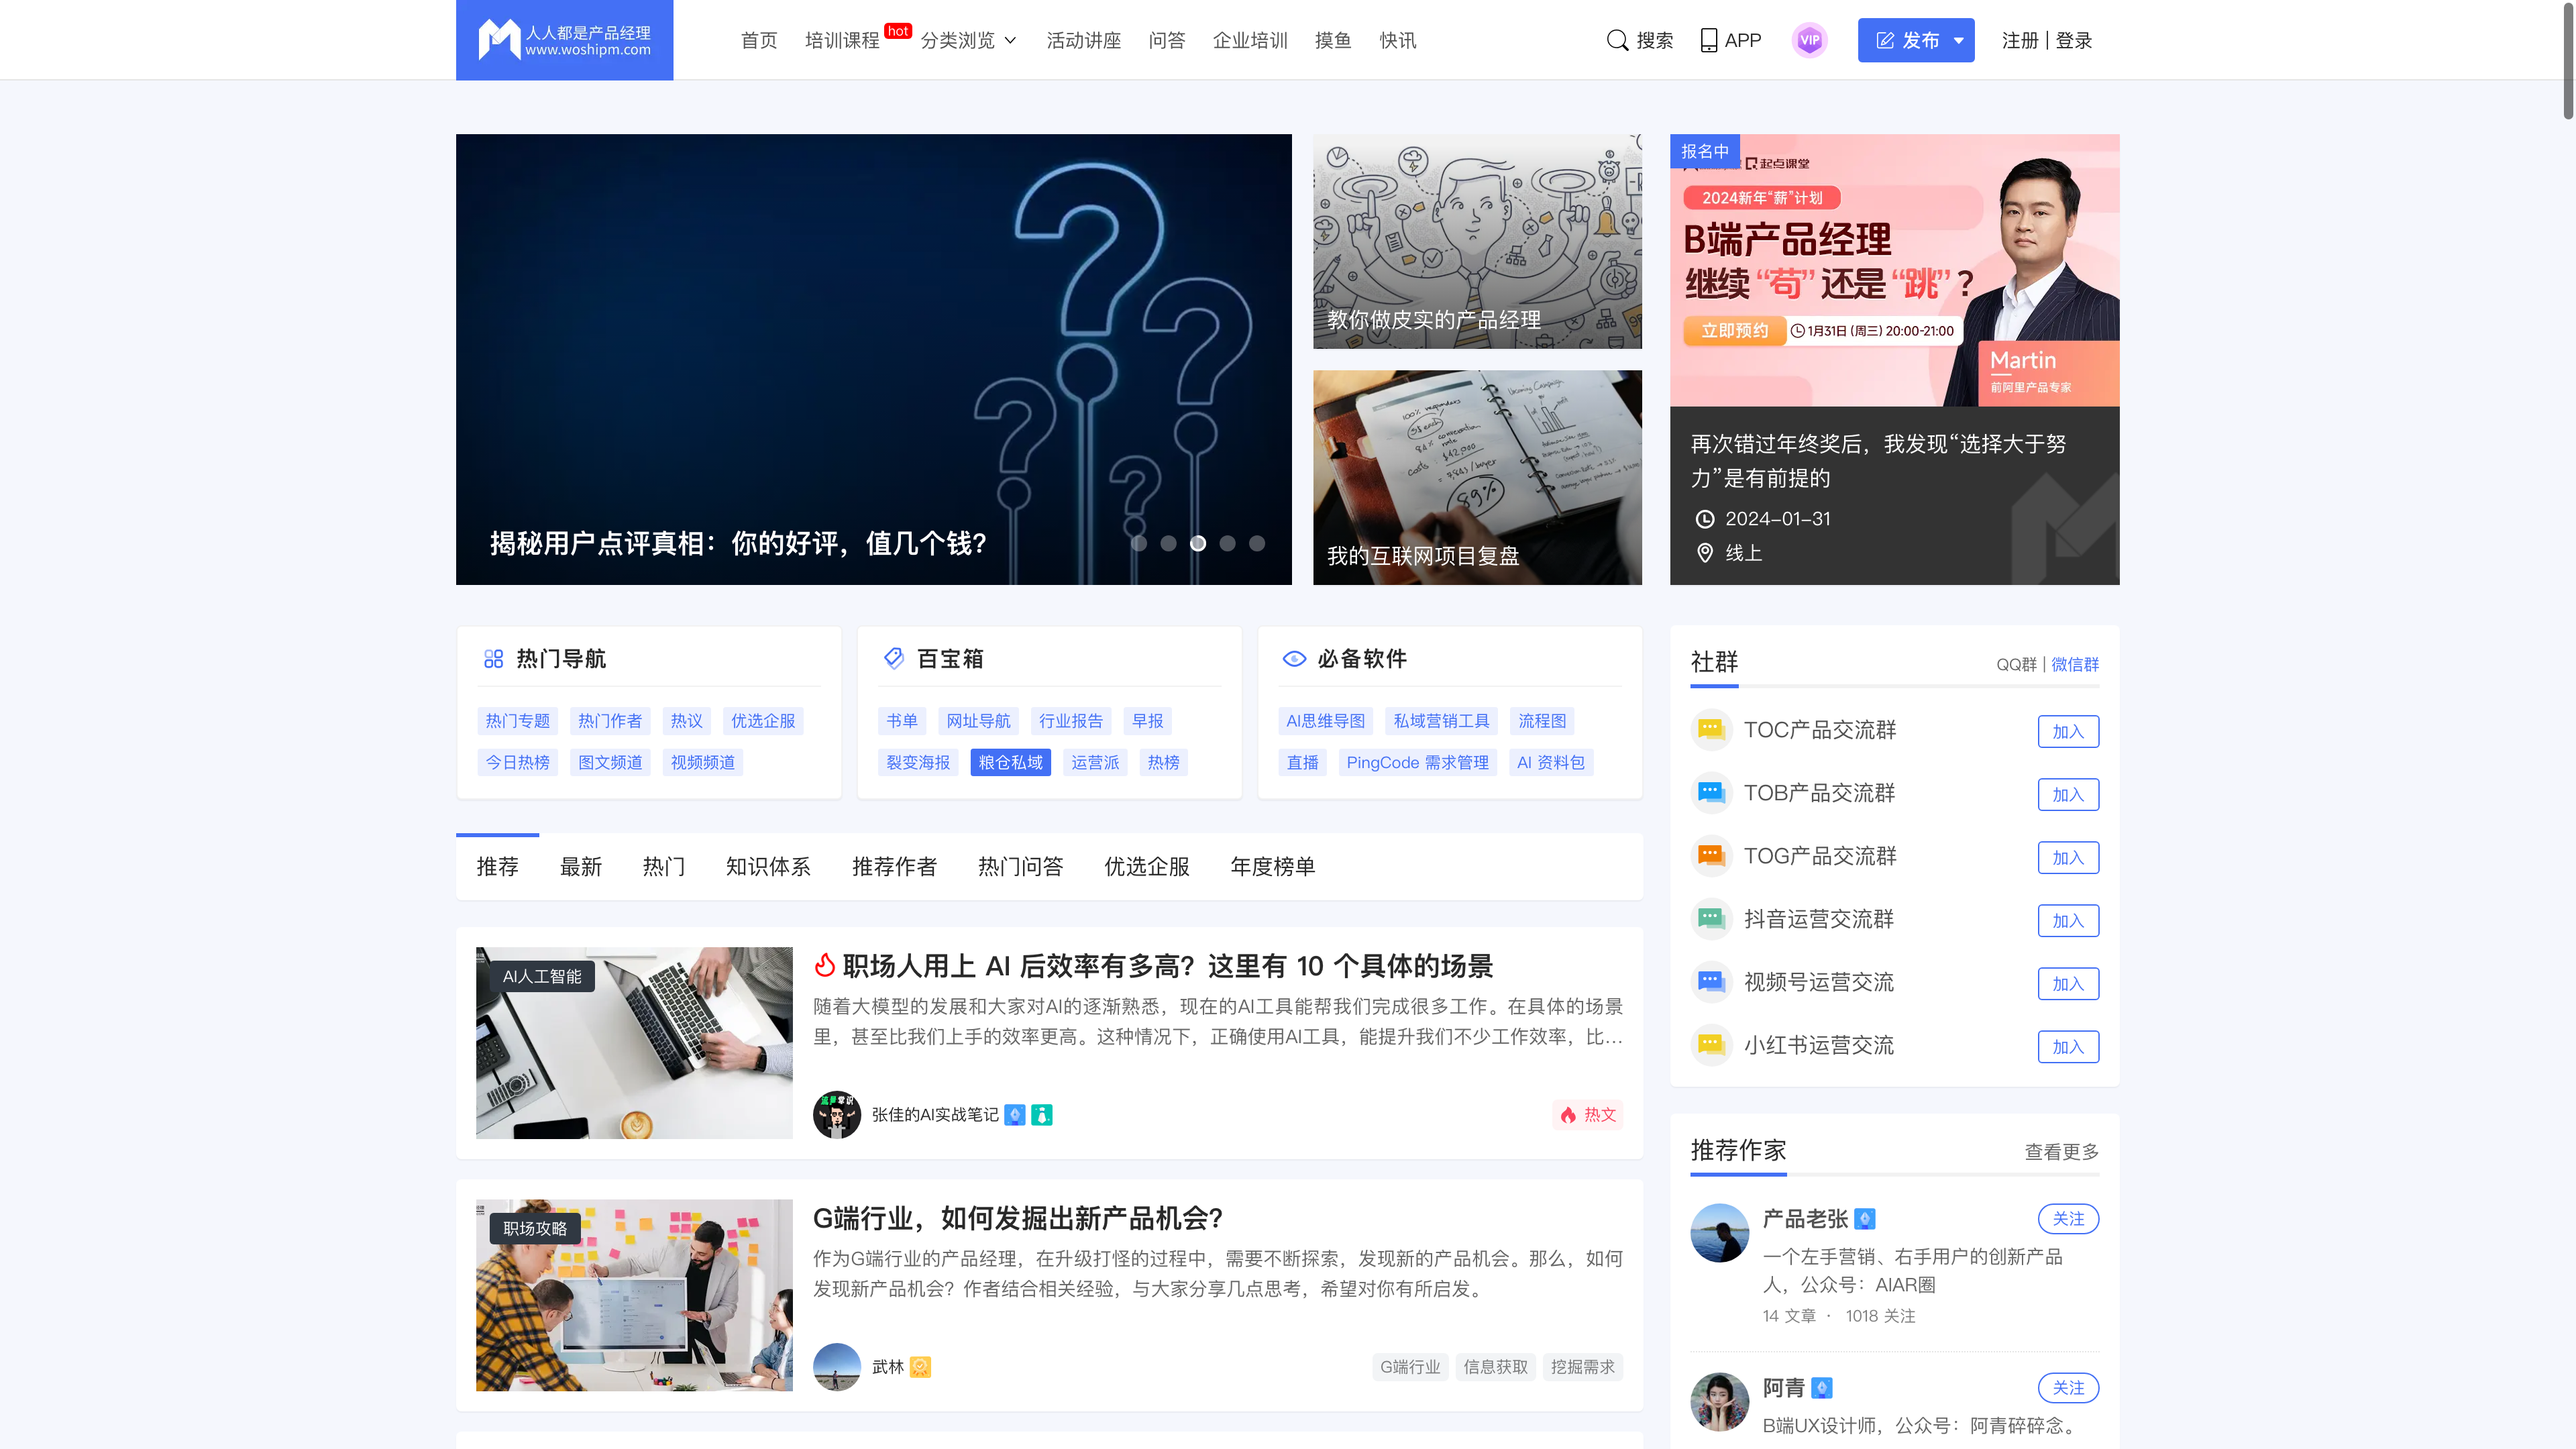 人人都是产品经理
www.woshipm.com
首页
培训课程
hot
分类浏览
活动讲座
问答
企业培训
摸鱼
快讯
搜索
APP
VIP
发布
注册 | 登录
揭秘用户点评真相：你的好评，值几个钱？
教你做皮实的产品经理
我的互联网项目复盘
89%
报名中
起点课堂
2024新年“薪”计划
B端产品经理
继续“苟”还是“跳”？
立即预约
1月31日 (周三) 20:00-21:00
Martin
前阿里产品专家
再次错过年终奖后，我发现“选择大于努
力”是有前提的
2024-01-31
线上
热门导航
热门专题 热门作者 热议 优选企服
今日热榜 图文频道 视频频道
百宝箱
书单 网址导航 行业报告 早报
裂变海报 粮仓私域 运营派 热榜
必备软件
AI思维导图 私域营销工具 流程图
直播 PingCode 需求管理 AI 资料包
社群
QQ群 | 微信群
TOC产品交流群
加入
TOB产品交流群
加入
TOG产品交流群
加入
抖音运营交流群
加入
视频号运营交流
加入
小红书运营交流
加入
推荐 最新 热门 知识体系 推荐作者 热门问答 优选企服 年度榜单
AI人工智能
职场人用上 AI 后效率有多高？这里有 10 个具体的场景
随着大模型的发展和大家对AI的逐渐熟悉，现在的AI工具能帮我们完成很多工作。在具体的场景
里，甚至比我们上手的效率更高。这种情况下，正确使用AI工具，能提升我们不少工作效率，比…
张佳的AI实战笔记
热文
职场攻略
G端行业，如何发掘出新产品机会？
作为G端行业的产品经理，在升级打怪的过程中，需要不断探索，发现新的产品机会。那么，如何
发现新产品机会？作者结合相关经验，与大家分享几点思考，希望对你有所启发。
武林
G端行业 信息获取 挖掘需求
推荐作家
查看更多
产品老张
关注
一个左手营销、右手用户的创新产品
人，公众号：AIAR圈
14 文章 · 1018 关注
阿青
关注
B端UX设计师，公众号：阿青碎碎念。